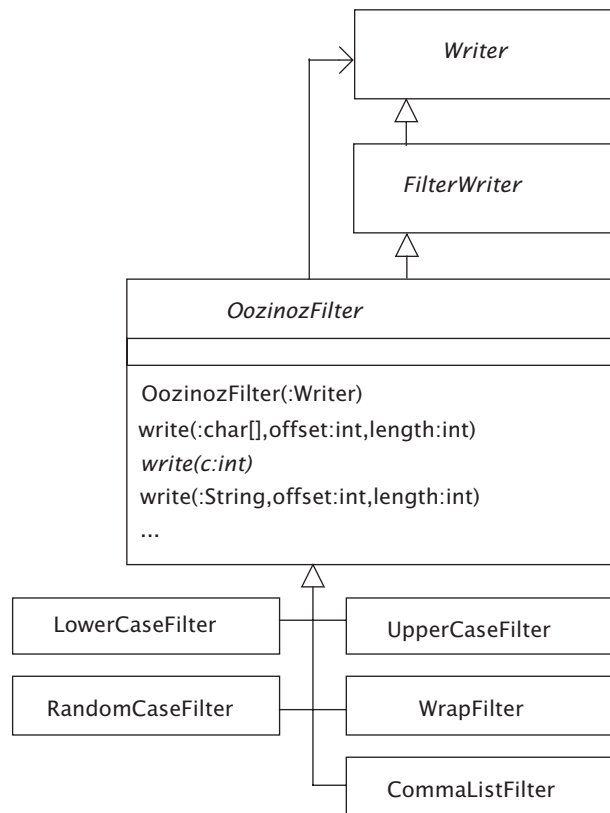 Writer
FilterWriter
OozinozFilter
OozinozFilter(:Writer)
write(:char[],offset:int,length:int)
write(c:int)
write(:String,offset:int,length:int)
...
LowerCaseFilter
UpperCaseFilter
RandomCaseFilter
WrapFilter
CommaListFilter